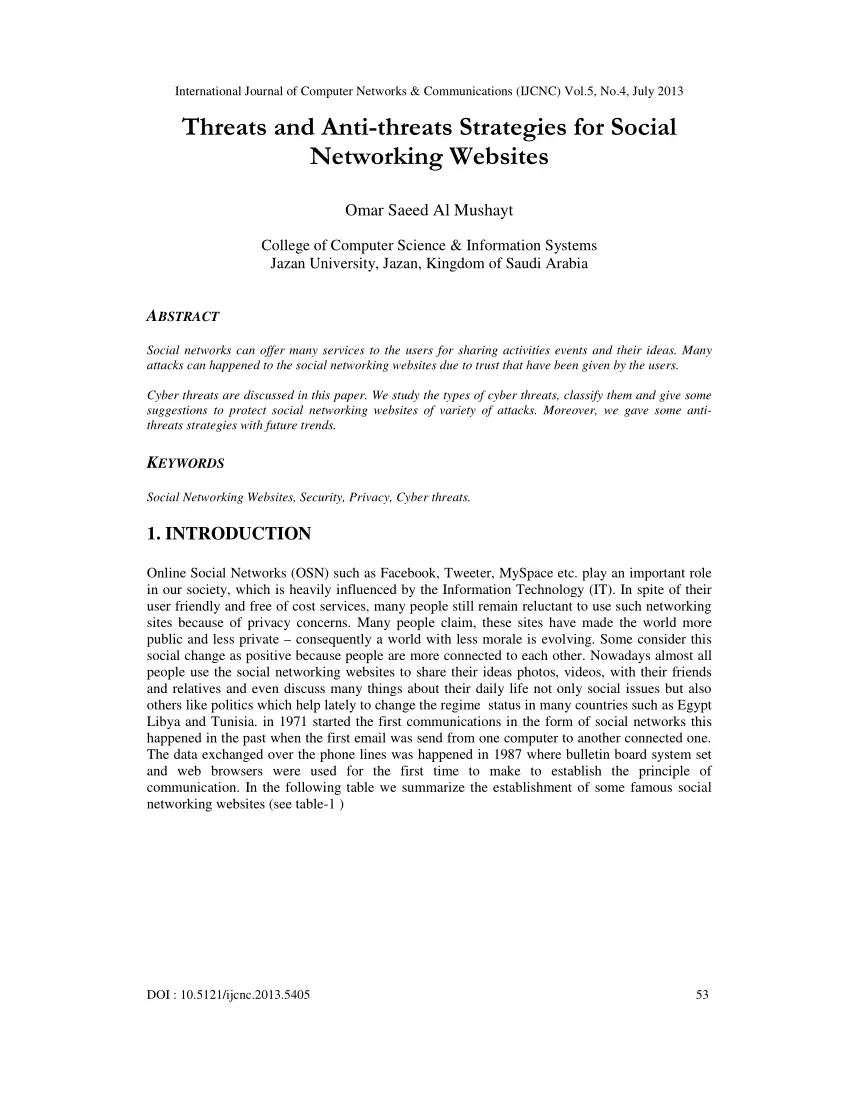 International Journal of Computer Networks & Communications (IJCNC) Vol.5, No.4, July 2013
Threats and Anti-threats Strategies for Social
Networking Websites
Omar Saeed Al Mushayt
College of Computer Science & Information Systems
Jazan University, Jazan, Kingdom of Saudi Arabia
ABSTRACT
Social networks can offer many services to the users for sharing activities events and their ideas. Many
attacks can happened to the social networking websites due to trust that have been given by the users.
Cyber threats are discussed in this paper. We study the types of cyber threats, classify them and give some
suggestions to protect social networking websites of variety of attacks. Moreover, we gave some anti-
threats strategies with future trends.
KEYWORDS
Social Networking Websites, Security, Privacy, Cyber threats.
1. INTRODUCTION
Online Social Networks (OSN) such as Facebook, Tweeter, MySpace etc. play an important role
in our society, which is heavily influenced by the Information Technology (IT). In spite of their
user friendly and free of cost services, many people still remain reluctant to use such networking
sites because of privacy concerns. Many people claim, these sites have made the world more
public and less private – consequently a world with less morale is evolving. Some consider this
social change as positive because people are more connected to each other. Nowadays almost all
people use the social networking websites to share their ideas photos, videos, with their friends
and relatives and even discuss many things about their daily life not only social issues but also
others like politics which help lately to change the regime status in many countries such as Egypt
Libya and Tunisia. in 1971 started the first communications in the form of social networks this
happened in the past when the first email was send from one computer to another connected one.
The data exchanged over the phone lines was happened in 1987 where bulletin board system set
and web browsers were used for the first time to make to establish the principle of
communication. In the following table we summarize the establishment of some famous social
networking websites (see table-1 )
DOI : 10.5121/ijcnc.2013.5405 53